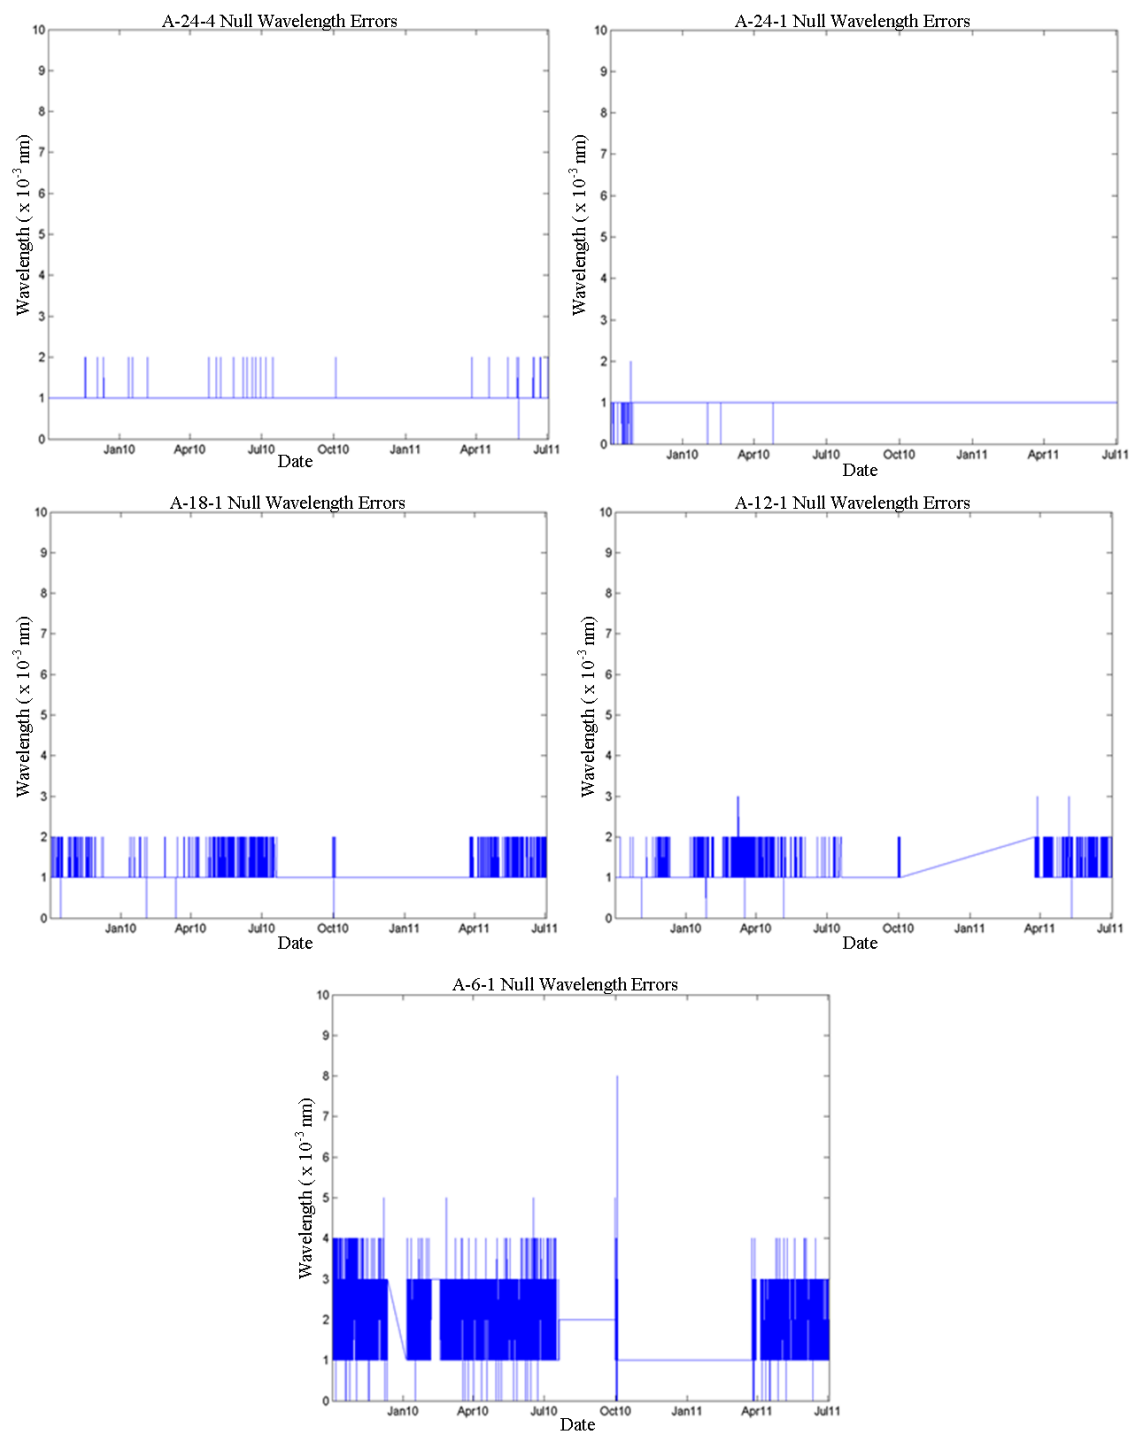 A-24-4 Null Wavelength Errors
10
9
8
7
6
5
4
3
2
1
0
Wavelength ( x 10⁻³ nm)
Jan10 Apr10 Jul10 Oct10 Jan11 Apr11 Jul11
Date
A-24-1 Null Wavelength Errors
10
9
8
7
6
5
4
3
2
1
0
Wavelength ( x 10⁻³ nm)
Jan10 Apr10 Jul10 Oct10 Jan11 Apr11 Jul11
Date
A-18-1 Null Wavelength Errors
10
9
8
7
6
5
4
3
2
1
0
Wavelength ( x 10⁻³ nm)
Jan10 Apr10 Jul10 Oct10 Jan11 Apr11 Jul11
Date
A-12-1 Null Wavelength Errors
10
9
8
7
6
5
4
3
2
1
0
Wavelength ( x 10⁻³ nm)
Jan10 Apr10 Jul10 Oct10 Jan11 Apr11 Jul11
Date
A-6-1 Null Wavelength Errors
10
9
8
7
6
5
4
3
2
1
0
Wavelength ( x 10⁻³ nm)
Jan10 Apr10 Jul10 Oct10 Jan11 Apr11 Jul11
Date